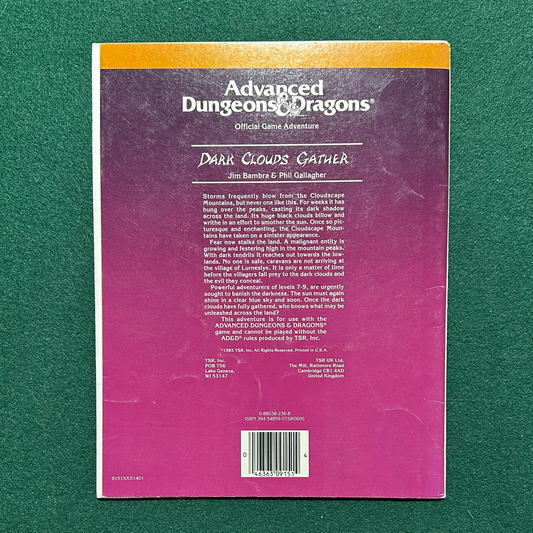 Advanced
Dungeons & Dragons®
Official Game Adventure
DARK CLOUDS GATHER
Jim Bambra & Phil Gallagher
Storms frequently blow from the Cloudscape
Mountains, but never one like this. For weeks it has
hung over the peaks, casting its dark shadow
across the land. Its huge black clouds billow and
writhe in an effort to smother the sun. Once so pic-
turesque and enchanting, the Cloudscape Moun-
tains have taken on a sinister appearance.
Fear now stalks the land. A malignant entity is
growing and festering high in the mountain peaks.
With dark tendrils it reaches out towards the low-
lands. No one is safe, caravans are not arriving at
the village of Lurnesiye. It is only a matter of time
before the villagers fall prey to the dark clouds and
the evil they conceal.
Powerful adventurers of levels 7-9, are urgently
sought to banish the darkness. The sun must again
shine in a clear blue sky and soon. Once the dark
clouds have fully gathered, who knows what may be
unleashed across the land?
This adventure is for use with the
ADVANCED DUNGEONS & DRAGONS®
game and cannot be played without the
AD&D® rules produced by TSR, Inc.
©1985 TSR, Inc. All Rights Reserved. Printed in U.S.A.
TSR, Inc.
POB 756
Lake Geneva,
WI 53147
TSR UK Ltd.
The Mill, Rathmore Road
Cambridge CB1 4AD
United Kingdom
0-88038-236-8
ISBN 394-54859-0TSR0600
0 46363 09151 4
9151XXX1401